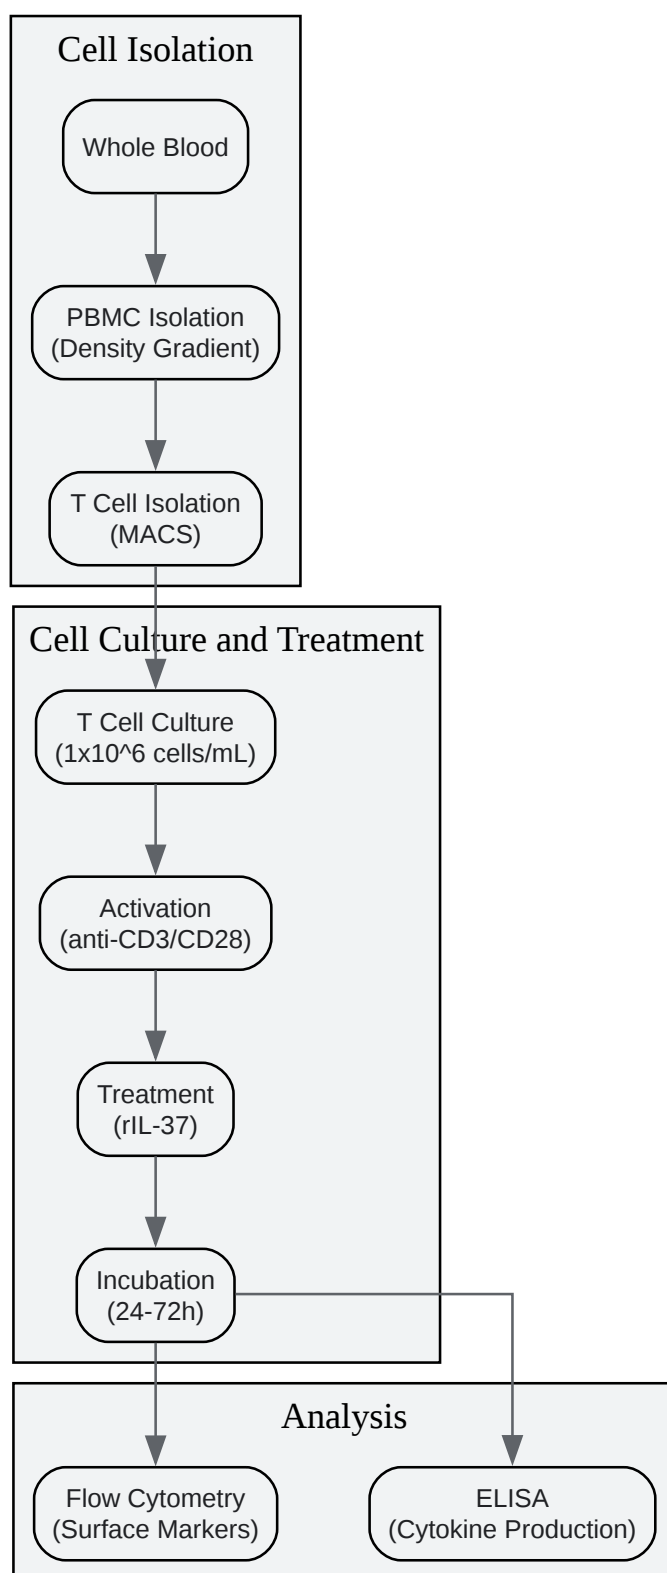 Cell Isolation
Whole Blood
PBMC Isolation
(Density Gradient)
T Cell Isolation
(MACS)
Cell Culture and Treatment
T Cell Culture
(1x10^6 cells/mL)
Activation
(anti-CD3/CD28)
Treatment
(rIL-37)
Incubation
(24-72h)
Analysis
Flow Cytometry
(Surface Markers)
ELISA
(Cytokine Production)